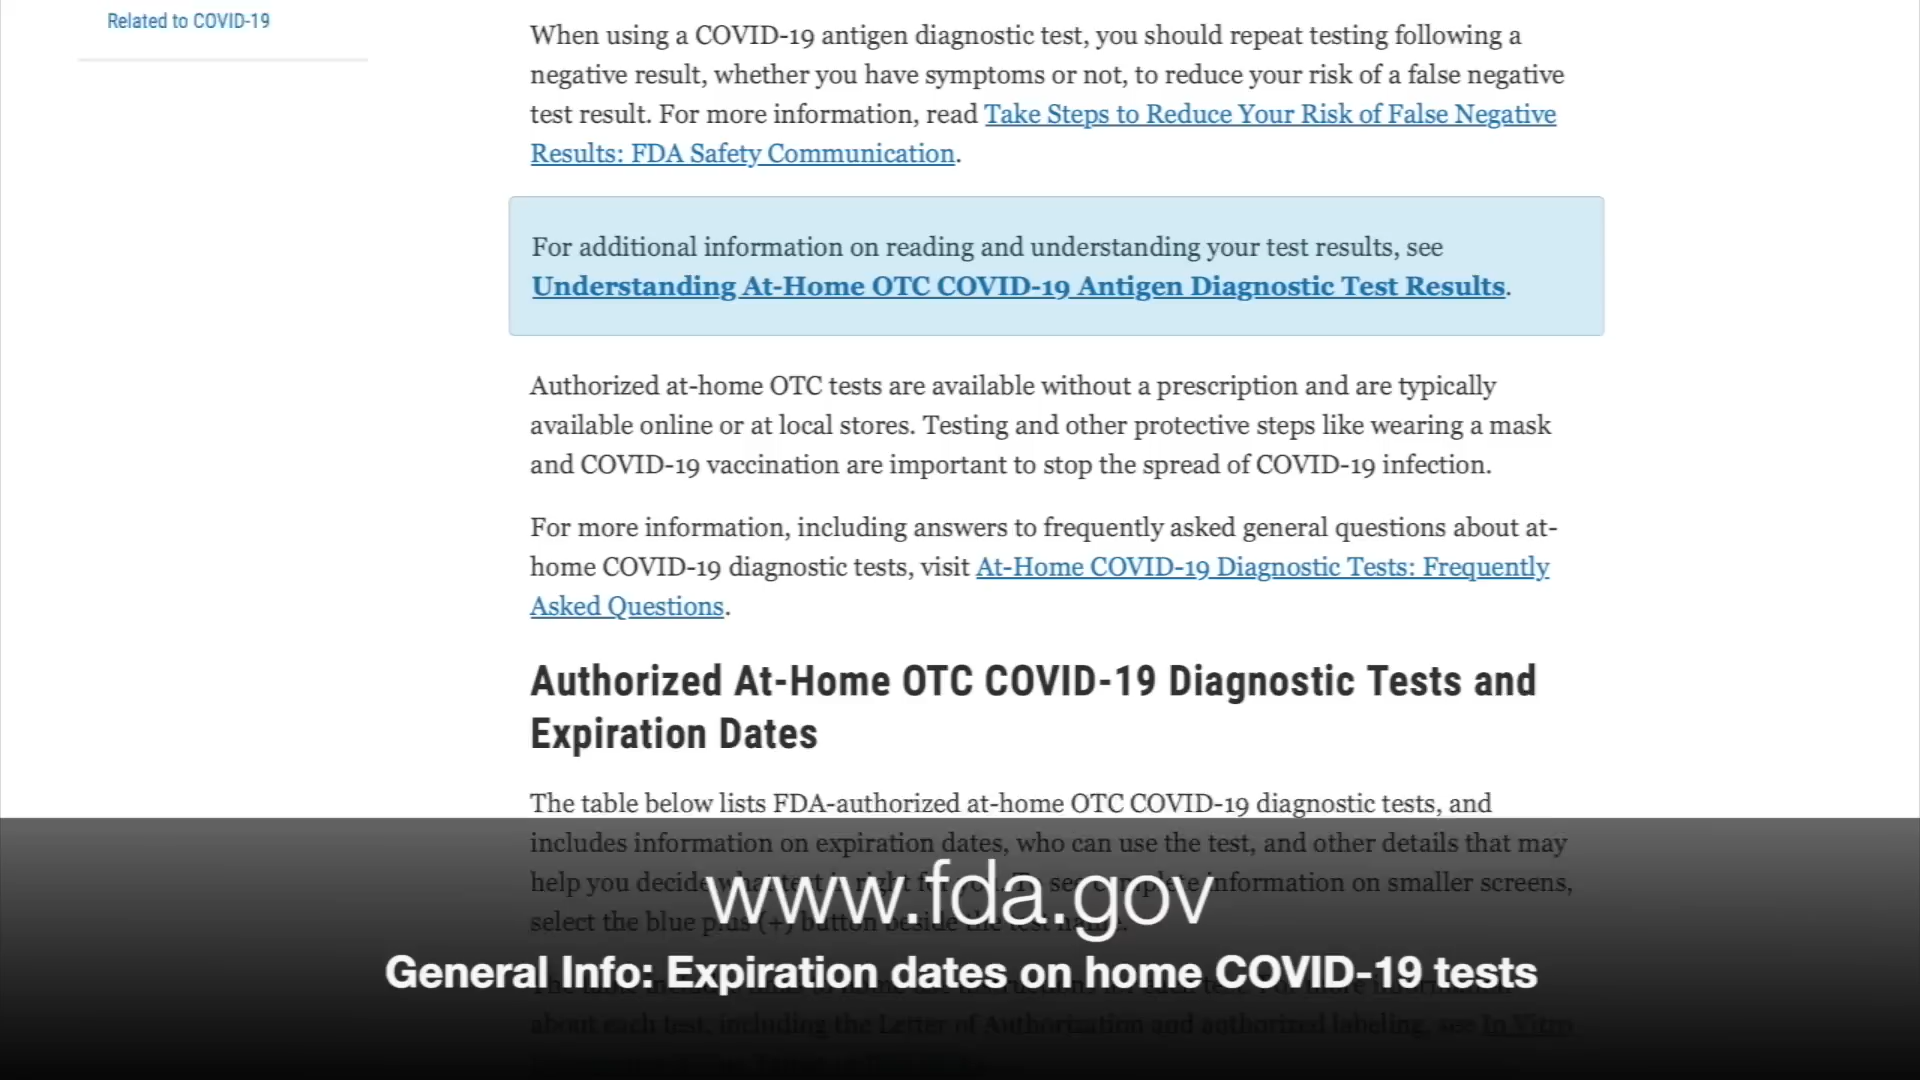 Related to COVID-19
When using a COVID-19 antigen diagnostic test, you should repeat testing following a
negative result, whether you have symptoms or not, to reduce your risk of a false negative
test result. For more information, read Take Steps to Reduce Your Risk of False Negative
Results: FDA Safety Communication.
For additional information on reading and understanding your test results, see
Understanding At-Home OTC COVID-19 Antigen Diagnostic Test Results.
Authorized at-home OTC tests are available without a prescription and are typically
available online or at local stores. Testing and other protective steps like wearing a mask
and COVID-19 vaccination are important to stop the spread of COVID-19 infection.
For more information, including answers to frequently asked general questions about at-
home COVID-19 diagnostic tests, visit At-Home COVID-19 Diagnostic Tests: Frequently
Asked Questions.
Authorized At-Home OTC COVID-19 Diagnostic Tests and
Expiration Dates
The table below lists FDA-authorized at-home OTC COVID-19 diagnostic tests, and
includes information on expiration dates, who can use the test, and other details that may
help you decide what test is right for you. To see complete information on smaller screens,
select the blue plus (+) button beside the test name.
www.fda.gov
General Info: Expiration dates on home COVID-19 tests
about each test, including the Letter of Authorization and authorized labeling, see In Vitro